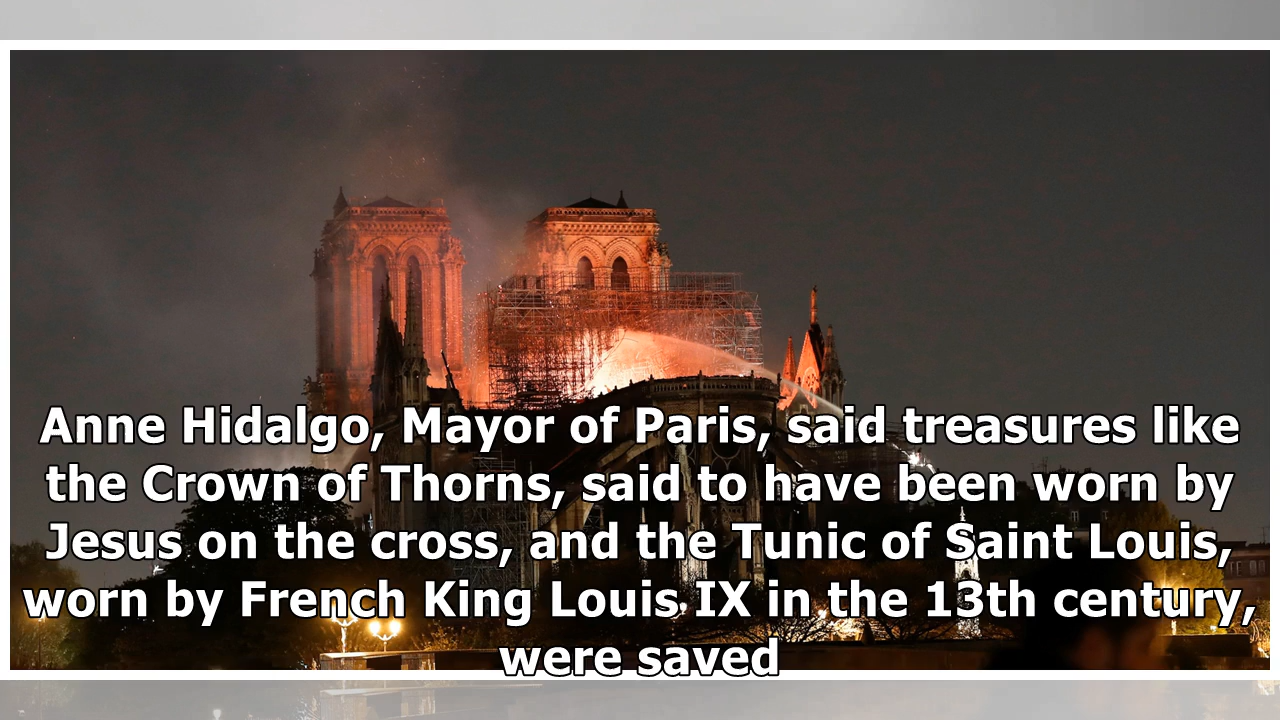 Anne Hidalgo, Mayor of Paris, said treasures like
the Crown of Thorns, said to have been worn by
Jesus on the cross, and the Tunic of Saint Louis,
worn by French King Louis IX in the 13th century,
were saved